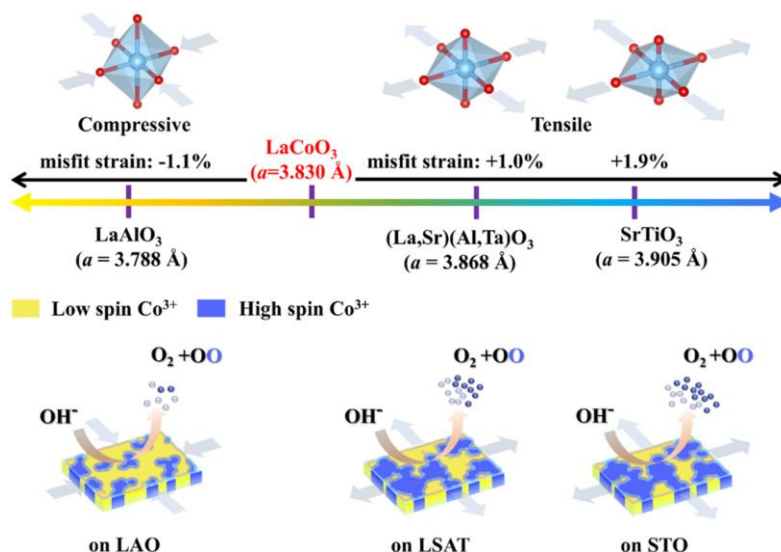 Compressive
Tensile
LaCoO₃
(a=3.830 Å)
misfit strain: -1.1%
misfit strain: +1.0%
+1.9%
LaAlO₃
(a = 3.788 Å)
(La,Sr)(Al,Ta)O₃
(a = 3.868 Å)
SrTiO₃
(a = 3.905 Å)
Low spin Co³⁺
High spin Co³⁺
O₂ +OO
OH⁻
on LAO
O₂ +OO
OH⁻
on LSAT
O₂ +OO
OH⁻
on STO